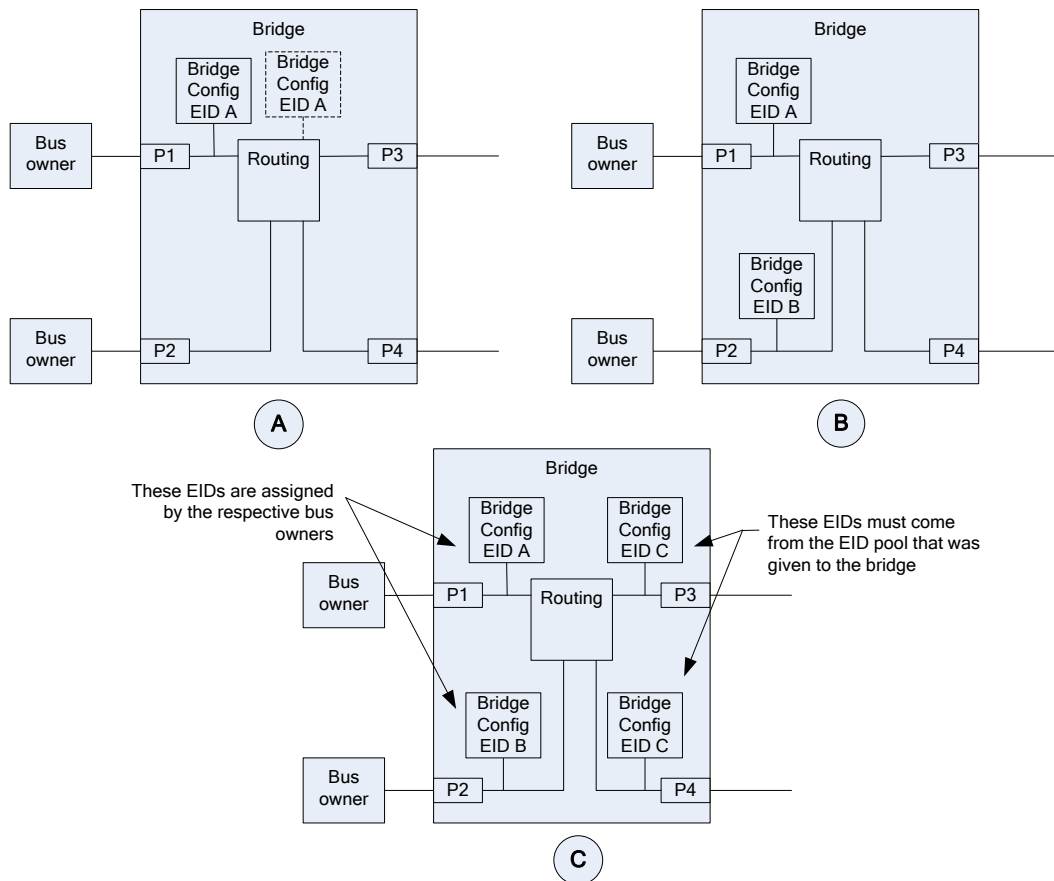 Bridge
Bridge
Config
EID A
Bridge
Config
EID A
Bus
owner
P1
Routing
P3
Bus
owner
P2
P4
A
Bridge
Bridge
Config
EID A
Bus
owner
P1
Routing
P3
Bridge
Config
EID B
Bus
owner
P2
P4
B
Bridge
These EIDs are assigned
by the respective bus
owners
Bridge
Config
EID A
Bridge
Config
EID C
These EIDs must come
from the EID pool that was
given to the bridge
Bus
owner
P1
Routing
P3
Bridge
Config
EID B
Bridge
Config
EID C
Bus
owner
P2
P4
C